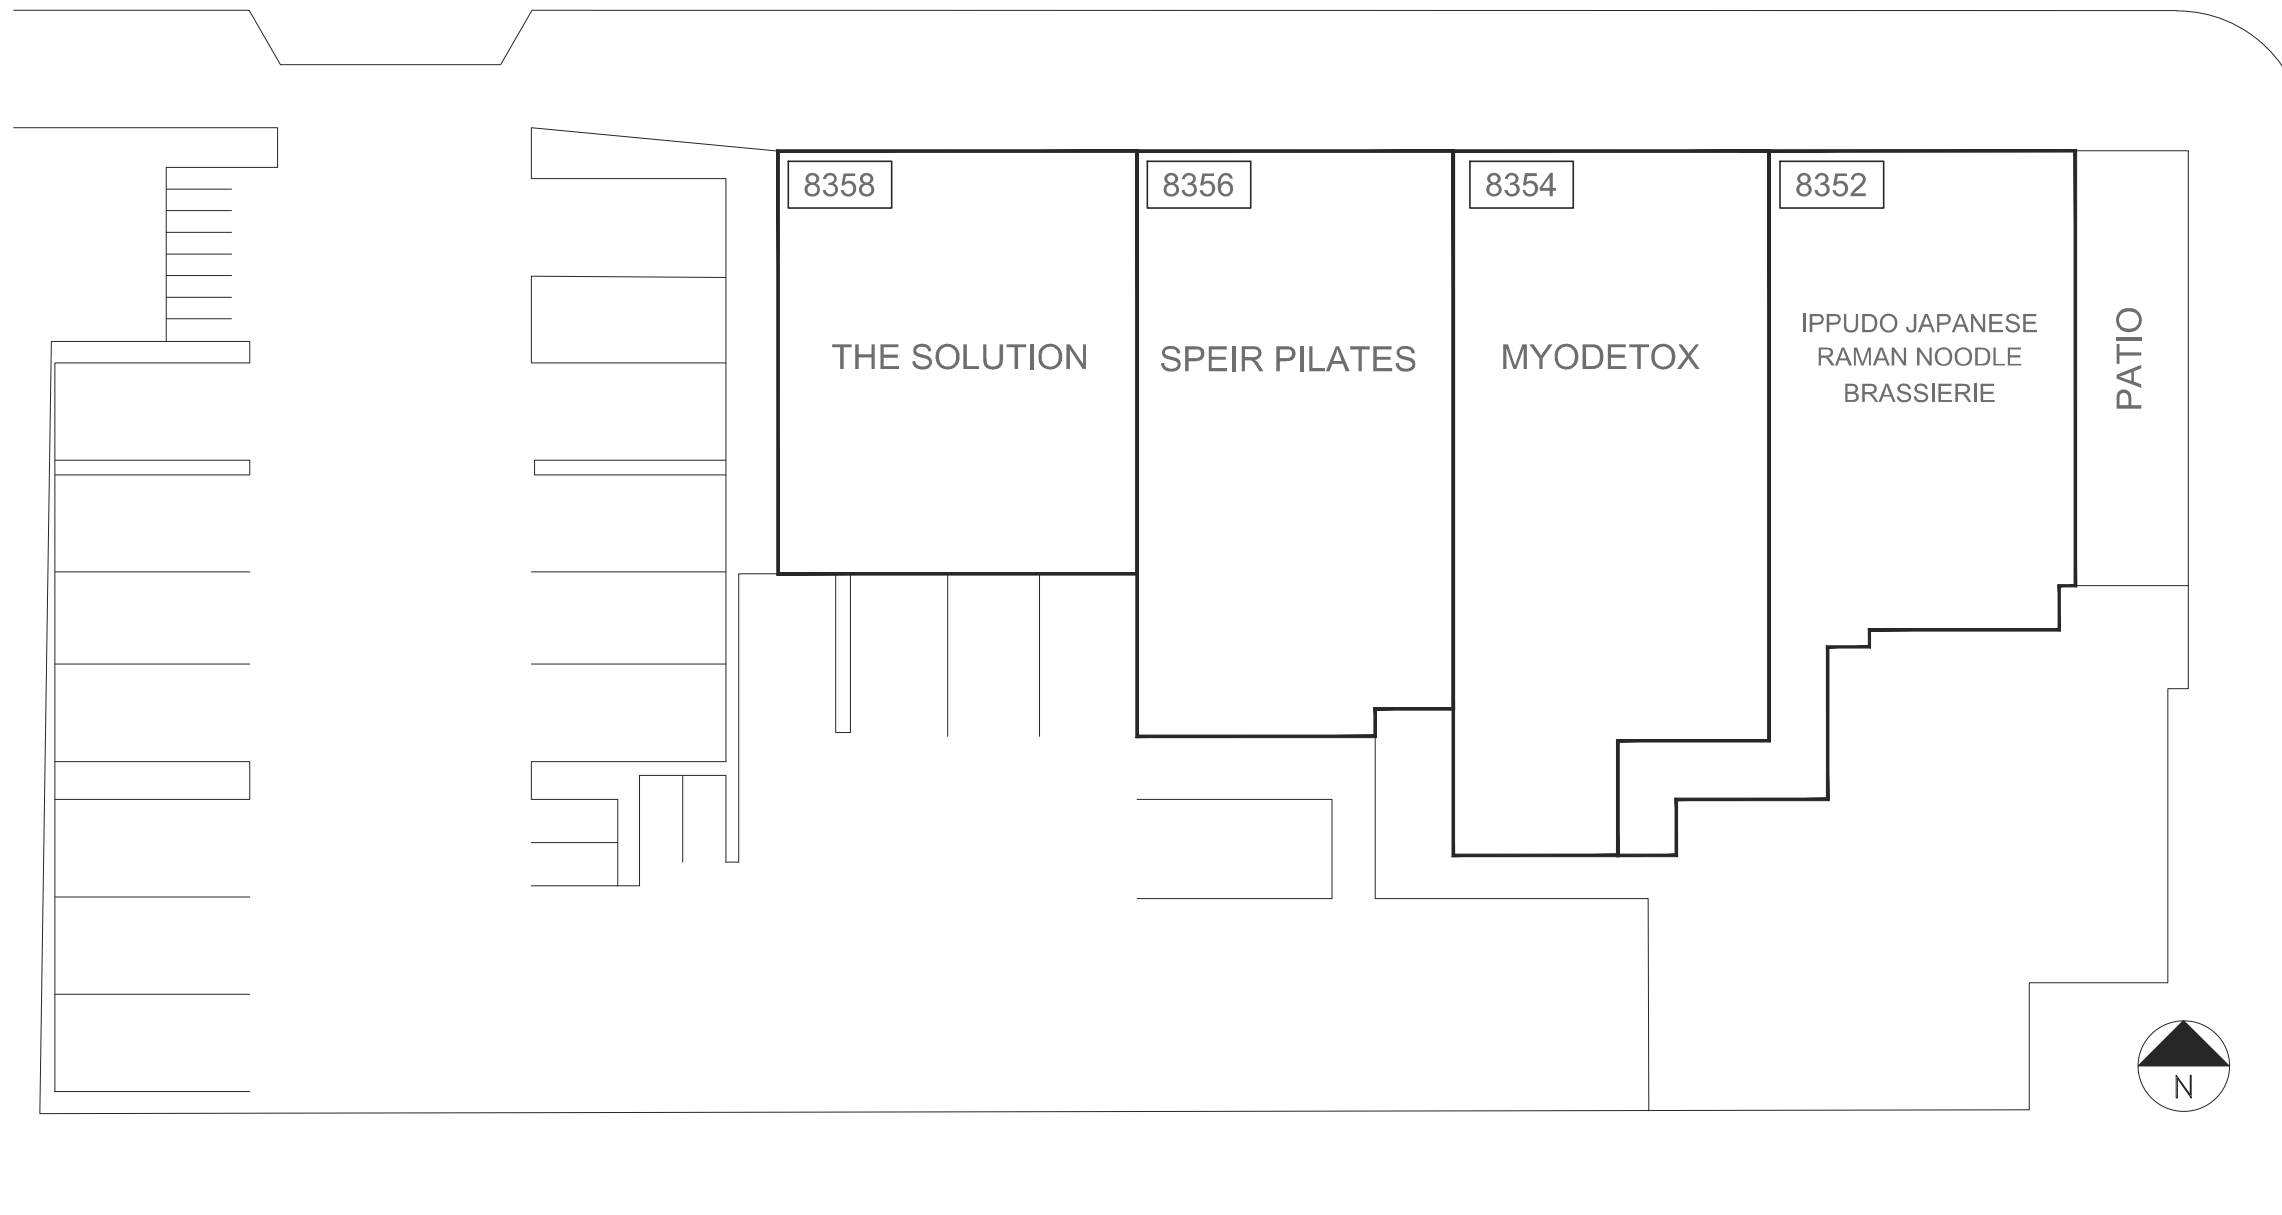 8358
8356
8354
8352
THE SOLUTION
SPEIR PILATES
MYODETOX
IPPUDO JAPANESE
RAMAN NOODLE
BRASSIERIE
PATIO
N